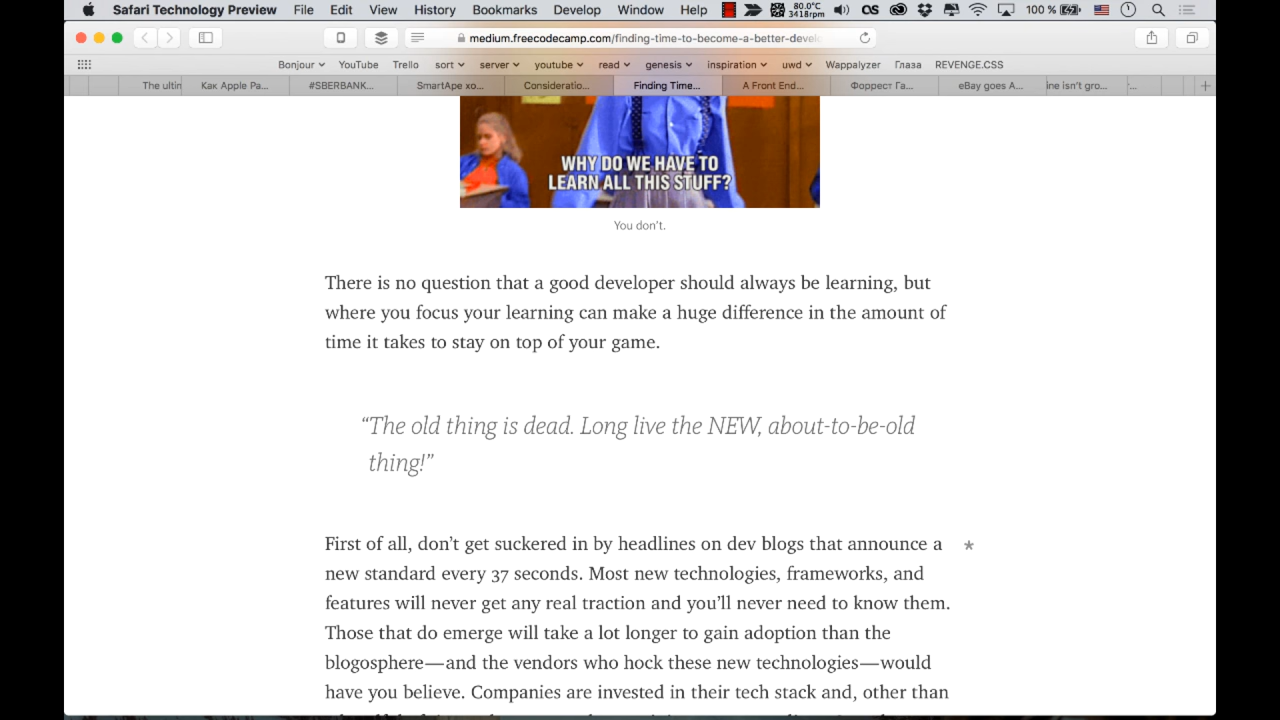 Safari Technology Preview File Edit View History Bookmarks Develop Window Help 80.0°C 3418rpm 100 %
medium.freecodecamp.com/finding-time-to-become-a-better-develo
Bonjour YouTube Trello sort server youtube read genesis inspiration uwd Wappalyzer Глаза REVENGE.CSS
The ultin Как Apple Pa... #SBERBANK... SmartApe хо... Consideratio... Finding Time... A Front End... Форрест Га... eBay goes A... ine isn't gro...
WHY DO WE HAVE TO
LEARN ALL THIS STUFF?
You don't.
There is no question that a good developer should always be learning, but
where you focus your learning can make a huge difference in the amount of
time it takes to stay on top of your game.
“The old thing is dead. Long live the NEW, about-to-be-old
thing!”
First of all, don’t get suckered in by headlines on dev blogs that announce a *
new standard every 37 seconds. Most new technologies, frameworks, and
features will never get any real traction and you’ll never need to know them.
Those that do emerge will take a lot longer to gain adoption than the
blogosphere—and the vendors who hock these new technologies—would
have you believe. Companies are invested in their tech stack and, other than